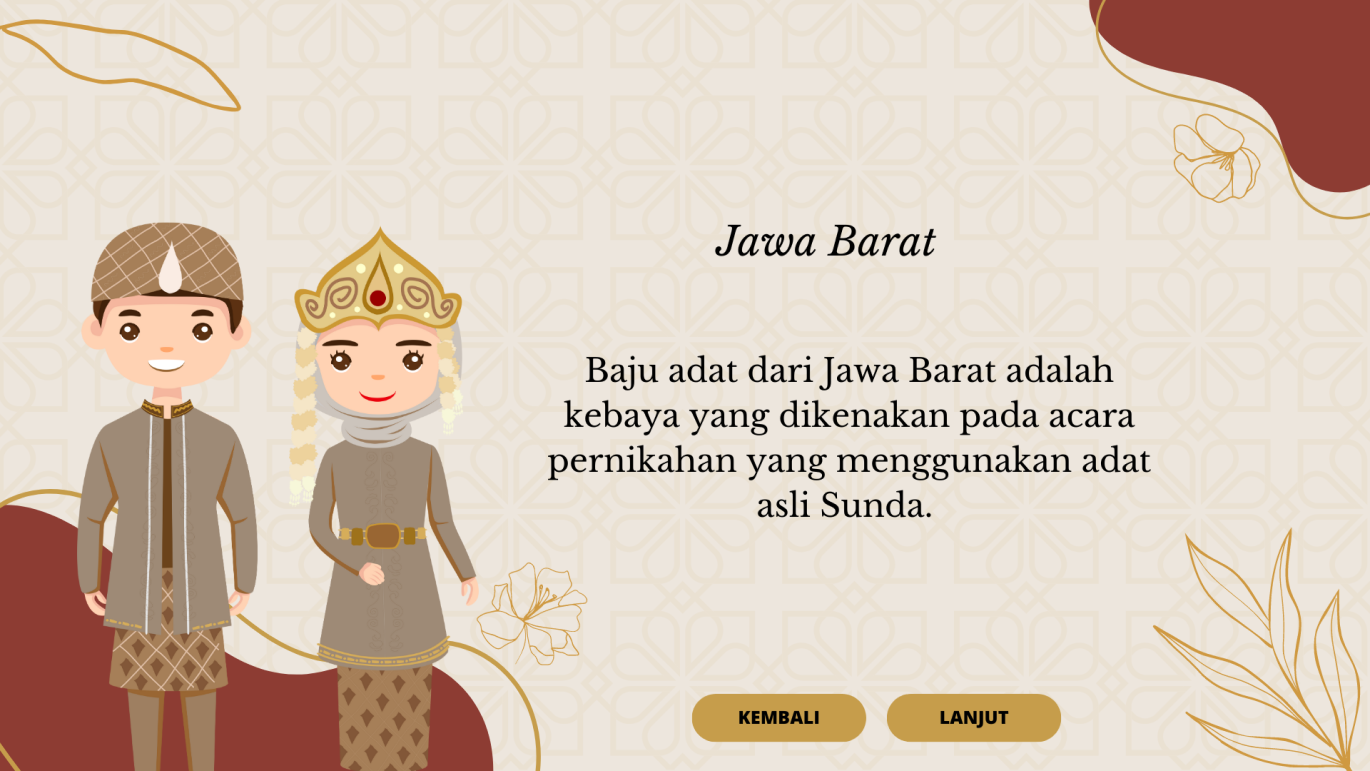 Jawa Barat
Baju adat dari Jawa Barat adalah
kebaya yang dikenakan pada acara
pernikahan yang menggunakan adat
asli Sunda.
KEMBALI
LANJUT